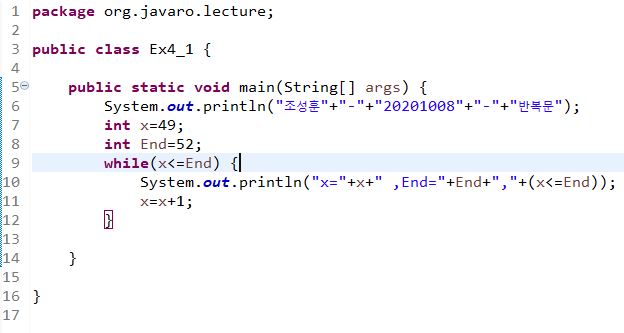 1 package org.javaro.lecture;
2
3 public class Ex4_1 {
4
5 public static void main(String[] args) {
6 System.out.println("조성훈"+"-"+"20201008"+"-"+"반복문");
7 int x=49;
8 int End=52;
9 while(x<=End) {
10 System.out.println("x="+x+" ,End="+End+","+(x<=End));
11 x=x+1;
12 }
13
14 }
15
16 }
17